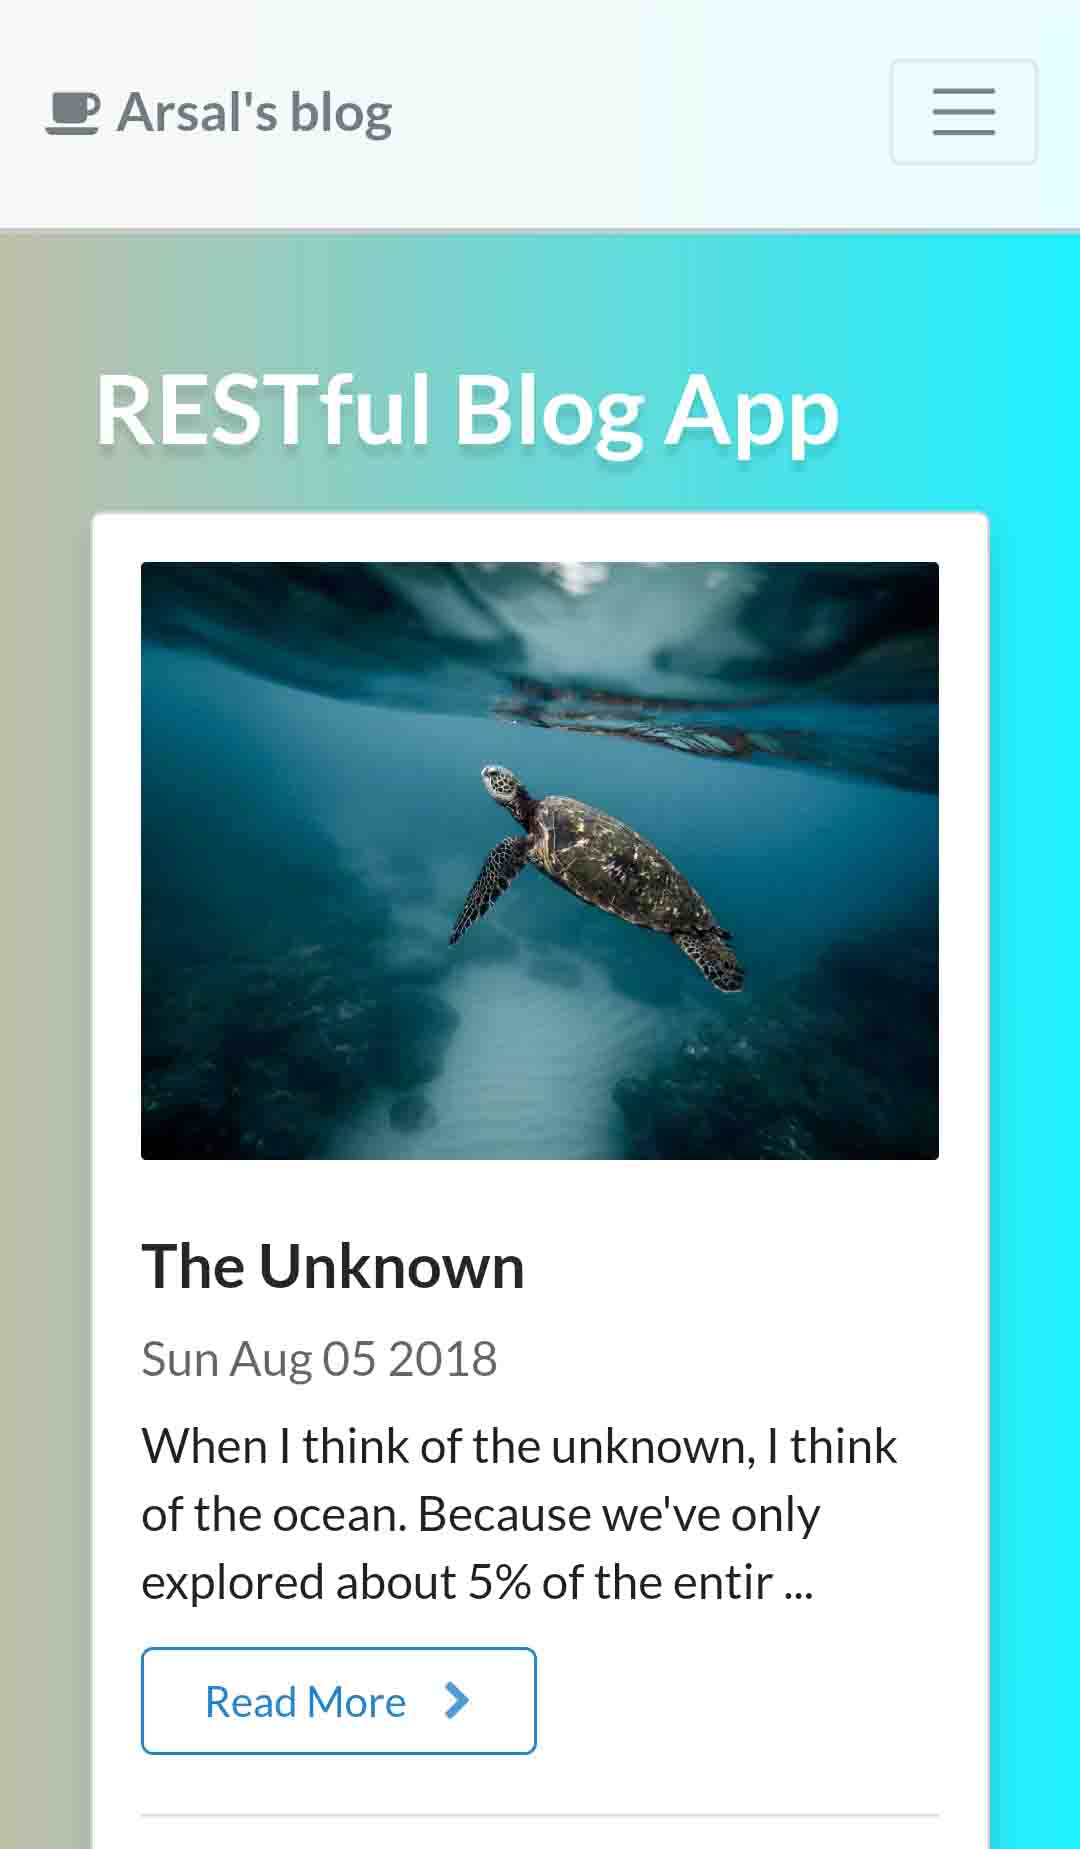 Arsal's blog
RESTful Blog App
The Unknown
Sun Aug 05 2018
When I think of the unknown, I think
of the ocean. Because we've only
explored about 5% of the entir ...
Read More